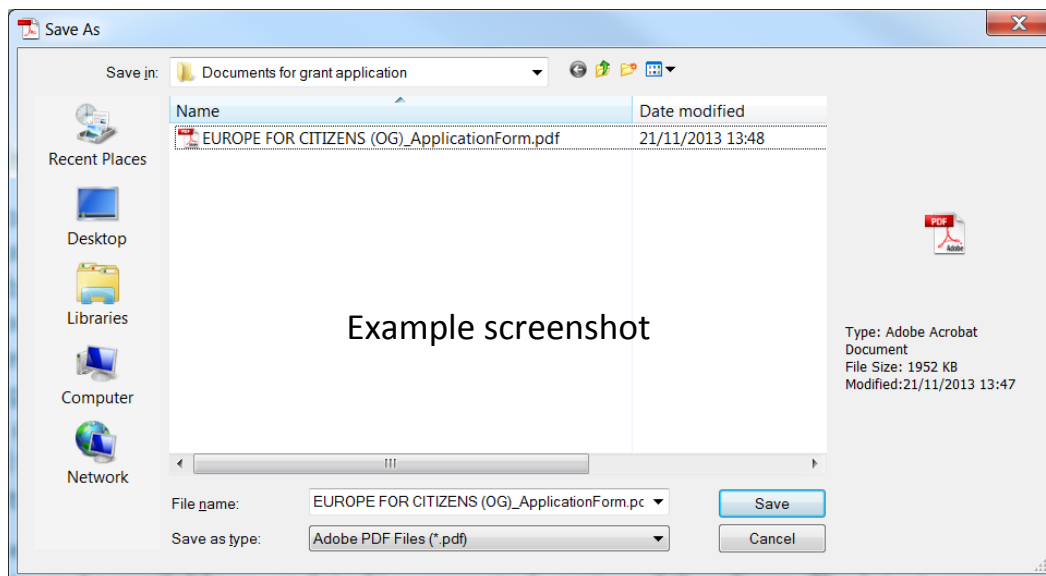 Save As
X
Save in:
Documents for grant application
Name
Date modified
EUROPE FOR CITIZENS (OG)_ApplicationForm.pdf
21/11/2013 13:48
Recent Places
Desktop
Libraries
Computer
Network
Example screenshot
PDF
Adobe
Type: Adobe Acrobat
Document
File Size: 1952 KB
Modified:21/11/2013 13:47
File name:
EUROPE FOR CITIZENS (OG)_ApplicationForm.pc
Save
Save as type:
Adobe PDF Files (*.pdf)
Cancel